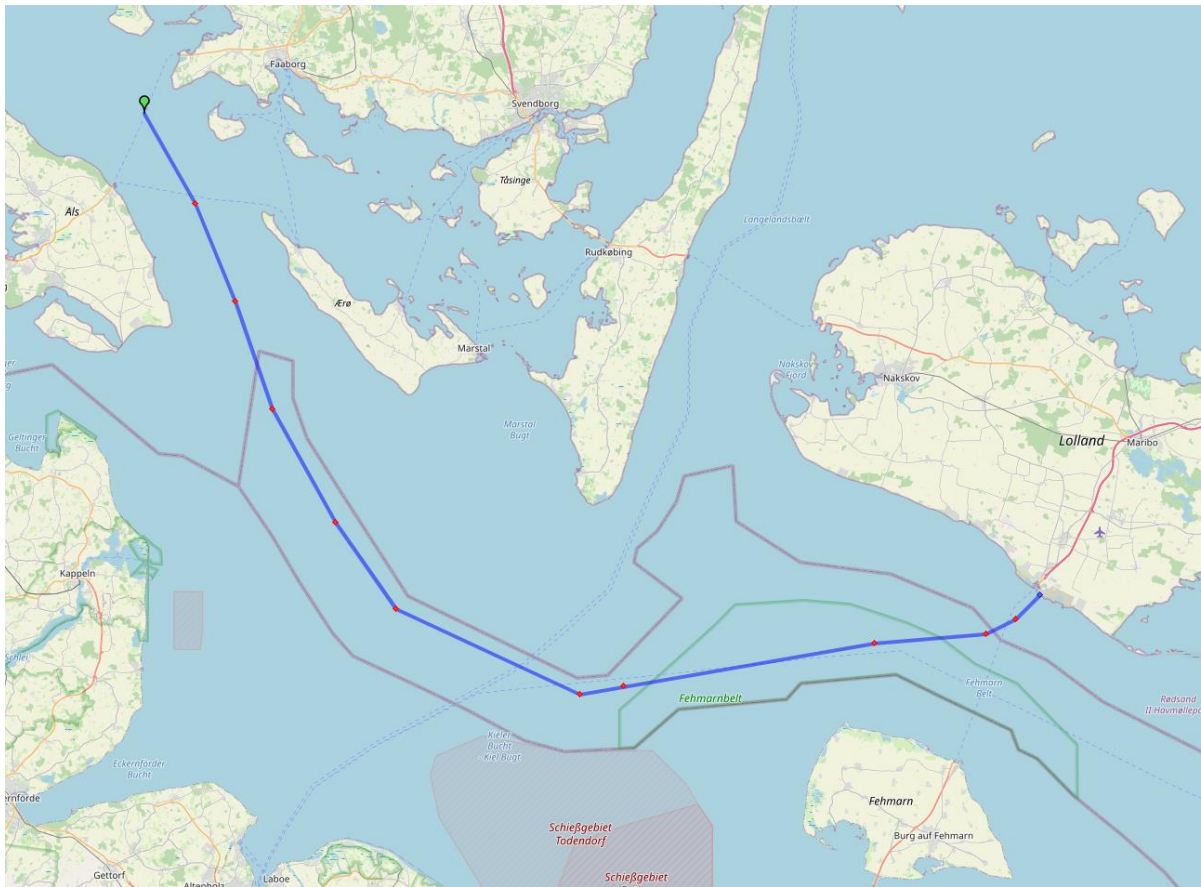 Faaborg
Svendborg
Tåsinge
Als
Langelandsbælt
Rudkøbing
Ærø
Marstal
Nakskov
Fjord
Nakskov
Geltinger
Bucht
Marstal
Bugt
Lolland
Maribo
Kappeln
Schlei
Fehmarn
Belt
Fehmarnbelt
Rødsand
II Havmøllepa
Kieler
Bucht
Kiel Bugt
Eckernförder
Bucht
ernförde
Schießgebiet
Todendorf
Fehmarn
Burg auf Fehmarn
Gettorf
Altenholz
Laboe
Schießgebiet